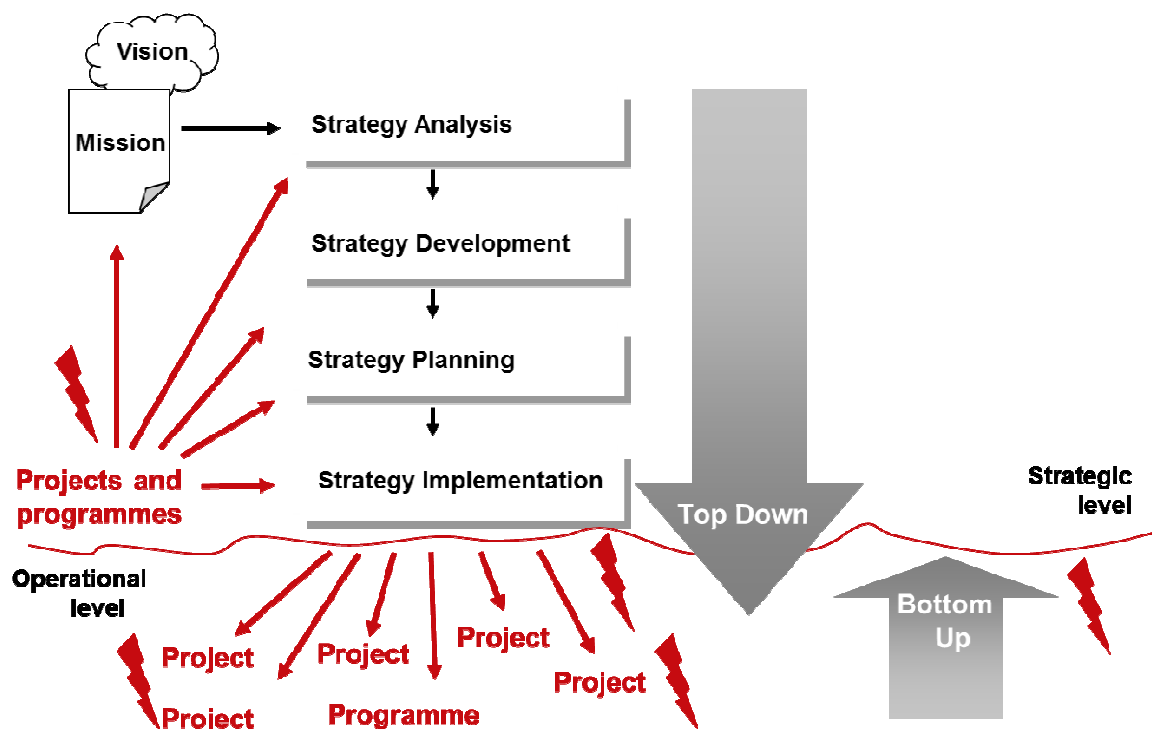 Vision
Mission
Strategy Analysis
Strategy Development
Strategy Planning
Strategy Implementation
Projects and
programmes
Top Down
Strategic
level
Operational
level
Bottom
Up
Project
Project
Project
Project
Project
Programme